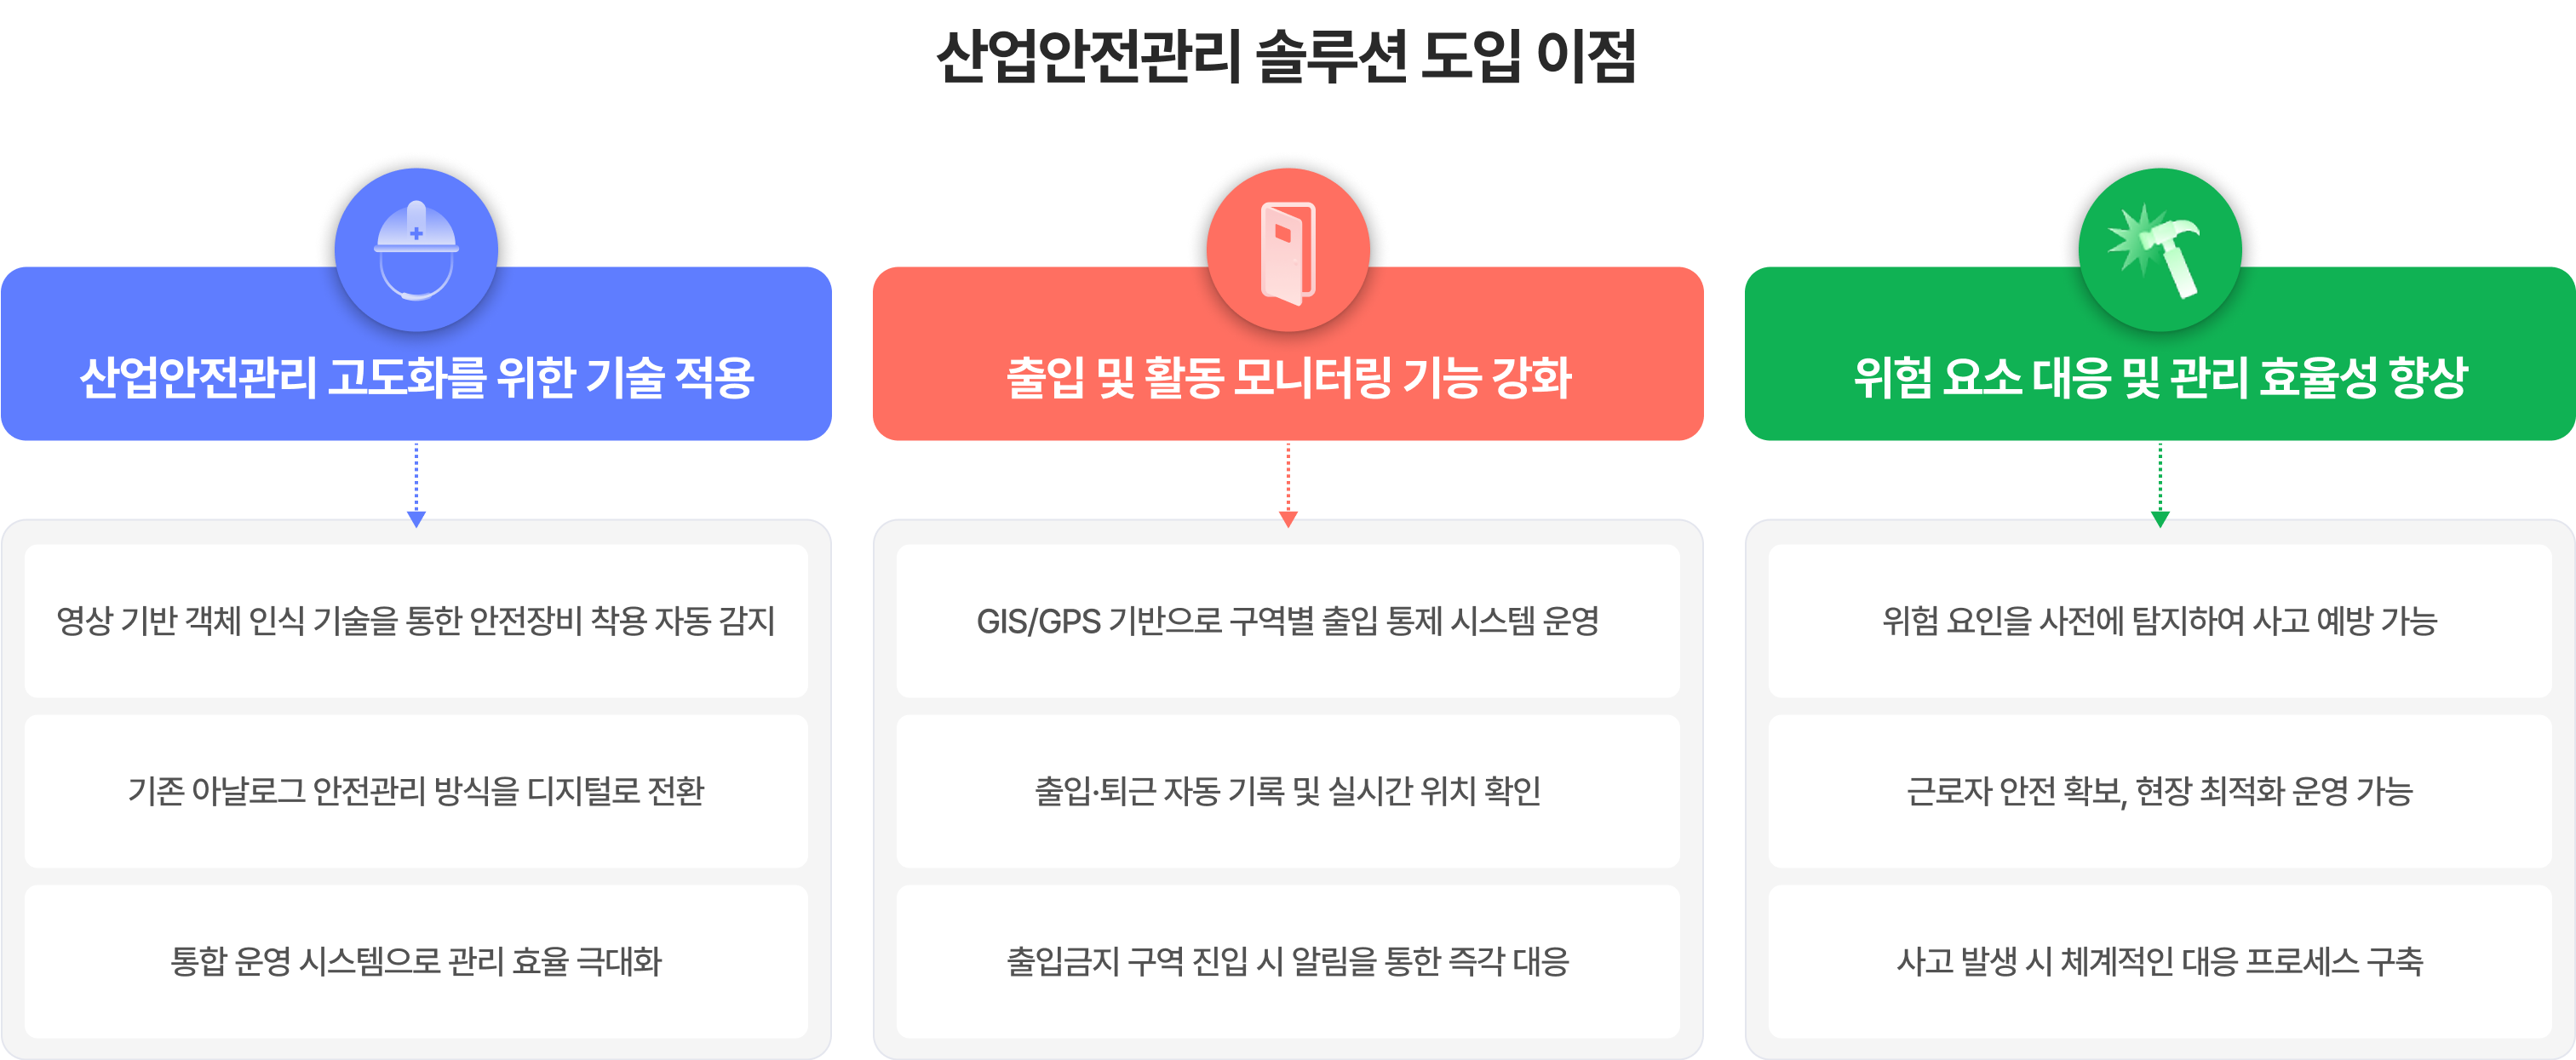 산업안전관리 솔루션 도입 이점
산업안전관리 고도화를 위한 기술 적용
영상 기반 객체 인식 기술을 통한 안전장비 착용 자동 감지
기존 아날로그 안전관리 방식을 디지털로 전환
통합 운영 시스템으로 관리 효율 극대화
출입 및 활동 모니터링 기능 강화
GIS/GPS 기반으로 구역별 출입 통제 시스템 운영
출입·퇴근 자동 기록 및 실시간 위치 확인
출입금지 구역 진입 시 알림을 통한 즉각 대응
위험 요소 대응 및 관리 효율성 향상
위험 요인을 사전에 탐지하여 사고 예방 가능
근로자 안전 확보, 현장 최적화 운영 가능
사고 발생 시 체계적인 대응 프로세스 구축